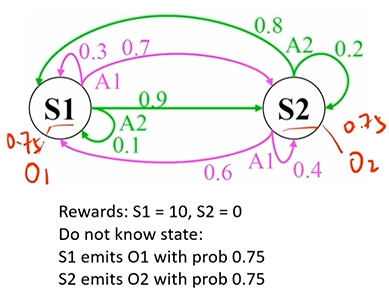 0.8
0.3 0.7 A2 0.2
A1
S1 0.9 S2
0.75 A2 0.75
0.1
O1 A1 O2
0.6 0.4
Rewards: S1 = 10, S2 = 0
Do not know state:
S1 emits O1 with prob 0.75
S2 emits O2 with prob 0.75